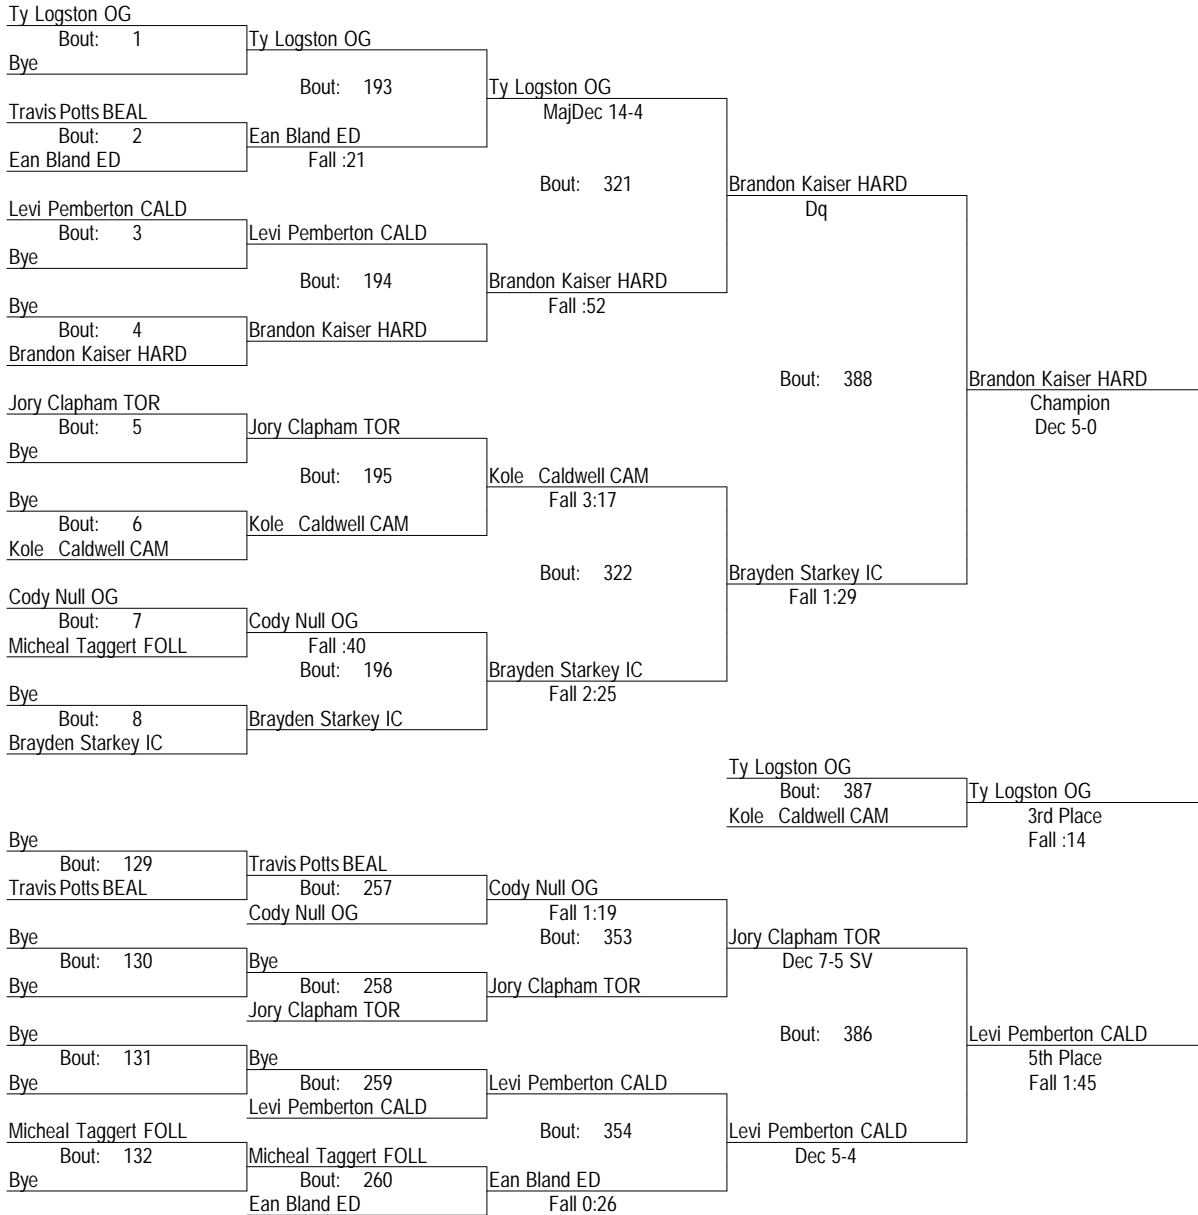 Ty Logston OG
Bout: 1
Ty Logston OG
Bye
Bout: 193
Ty Logston OG
Travis Potts BEAL
MajDec 14-4
Bout: 2
Ean Bland ED
Ean Bland ED
Fall :21
Bout: 321
Brandon Kaiser HARD
Levi Pemberton CALD
Dq
Bout: 3
Levi Pemberton CALD
Bye
Bout: 194
Brandon Kaiser HARD
Bye
Fall :52
Bout: 4
Brandon Kaiser HARD
Brandon Kaiser HARD
Bout: 388
Brandon Kaiser HARD
Jory Clapham TOR
Champion
Bout: 5
Jory Clapham TOR
Dec 5-0
Bye
Bout: 195
Kole Caldwell CAM
Bye
Fall 3:17
Bout: 6
Kole Caldwell CAM
Kole Caldwell CAM
Bout: 322
Brayden Starkey IC
Cody Null OG
Fall 1:29
Bout: 7
Cody Null OG
Micheal Taggert FOLL
Fall :40
Bout: 196
Brayden Starkey IC
Bye
Fall 2:25
Bout: 8
Brayden Starkey IC
Brayden Starkey IC
Ty Logston OG
Bout: 387
Ty Logston OG
Kole Caldwell CAM
3rd Place
Bye
Fall :14
Bout: 129
Travis Potts BEAL
Travis Potts BEAL
Bout: 257
Cody Null OG
Cody Null OG
Fall 1:19
Bye
Bout: 353
Jory Clapham TOR
Bout: 130
Bye
Dec 7-5 SV
Bye
Bout: 258
Jory Clapham TOR
Jory Clapham TOR
Bye
Bout: 386
Levi Pemberton CALD
Bout: 131
Bye
5th Place
Bye
Bout: 259
Levi Pemberton CALD
Fall 1:45
Levi Pemberton CALD
Micheal Taggert FOLL
Bout: 354
Levi Pemberton CALD
Bout: 132
Micheal Taggert FOLL
Dec 5-4
Bye
Bout: 260
Ean Bland ED
Ean Bland ED
Fall 0:26